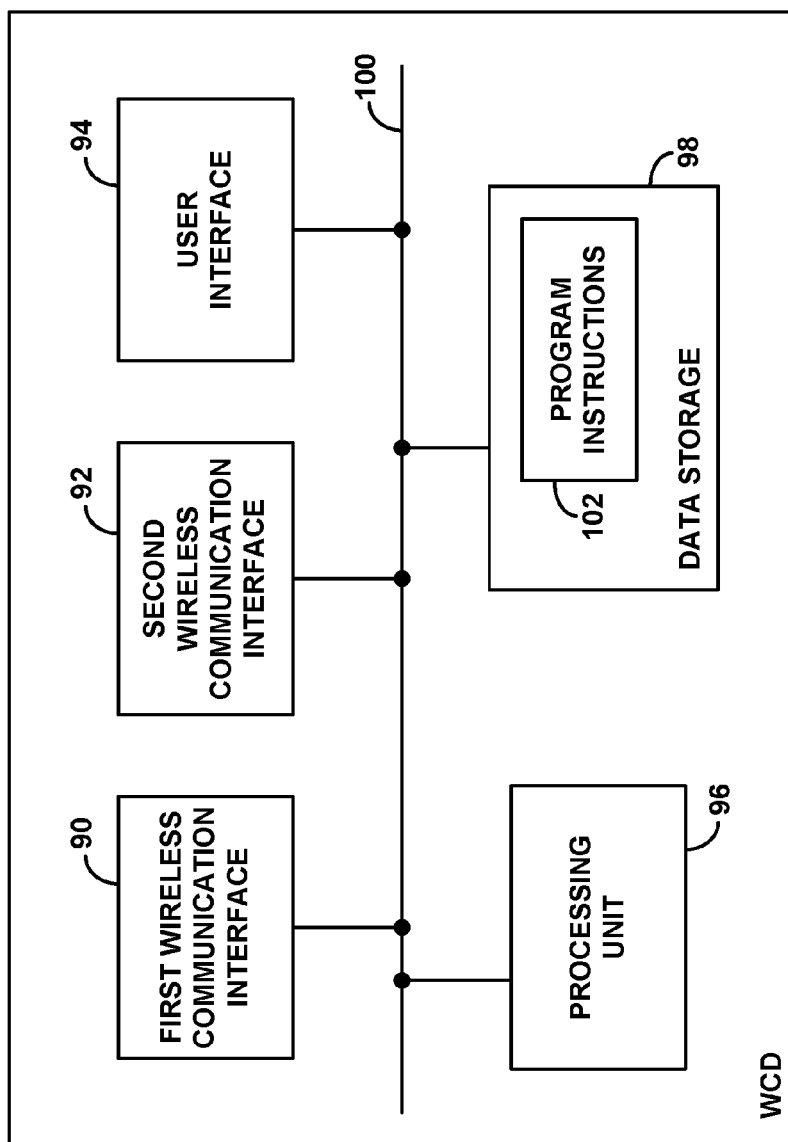 90
FIRST WIRELESS
COMMUNICATION
INTERFACE
92
SECOND
WIRELESS
COMMUNICATION
INTERFACE
94
USER
INTERFACE
100
PROCESSING
UNIT
96
102
PROGRAM
INSTRUCTIONS
DATA STORAGE
98
WCD